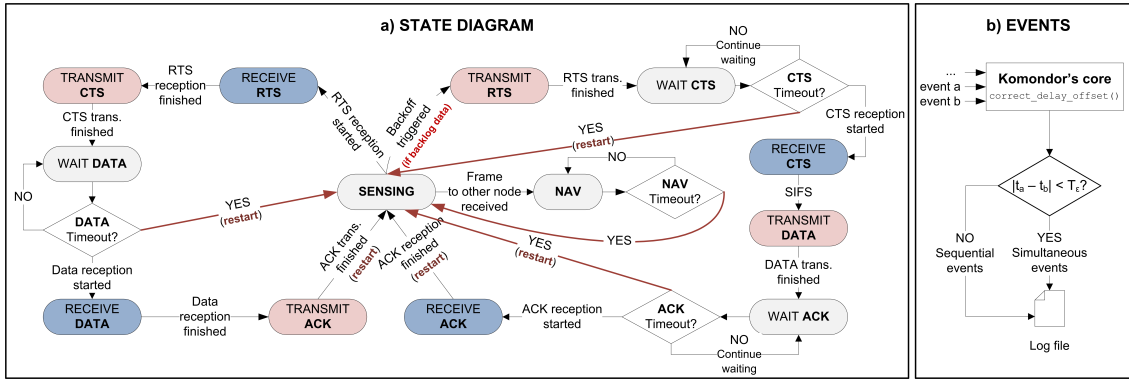 a) STATE DIAGRAM
TRANSMIT
CTS
RTS
reception
finished
RECEIVE
RTS
RTS reception
started
Backoff
triggered
(if backlog data)
TRANSMIT
RTS
RTS trans.
finished
WAIT CTS
NO
Continue
waiting
CTS
Timeout?
CTS reception
started
YES
(restart)
CTS trans.
finished
WAIT DATA
NO
DATA
Timeout?
YES
(restart)
SENSING
Frame
to other node
received
NAV
NO
NAV
Timeout?
YES
RECEIVE
CTS
SIFS
TRANSMIT
DATA
DATA trans.
finished
WAIT ACK
NO
Continue
waiting
ACK
Timeout?
YES
(restart)
ACK reception
started
RECEIVE
ACK
ACK reception
finished
(restart)
Data reception
started
RECEIVE
DATA
Data
reception
finished
TRANSMIT
ACK
ACK trans.
finished
(restart)
b) EVENTS
...
event a
event b
Komondor's core
correct_delay_offset()
|ta – tb| < Tε?
NO
Sequential
events
YES
Simultaneous
events
Log file